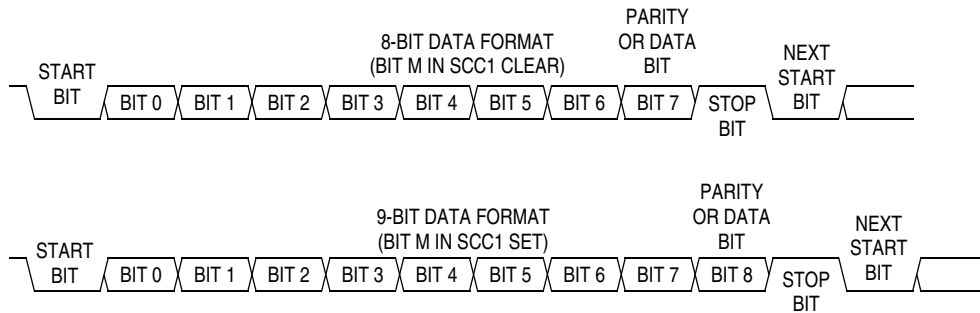 8-BIT DATA FORMAT
(BIT M IN SCC1 CLEAR)
PARITY
OR DATA
BIT
START
BIT
BIT 0 BIT 1 BIT 2 BIT 3 BIT 4 BIT 5 BIT 6 BIT 7
STOP
BIT
NEXT
START
BIT
9-BIT DATA FORMAT
(BIT M IN SCC1 SET)
PARITY
OR DATA
BIT
START
BIT
BIT 0 BIT 1 BIT 2 BIT 3 BIT 4 BIT 5 BIT 6 BIT 7 BIT 8
STOP
BIT
NEXT
START
BIT